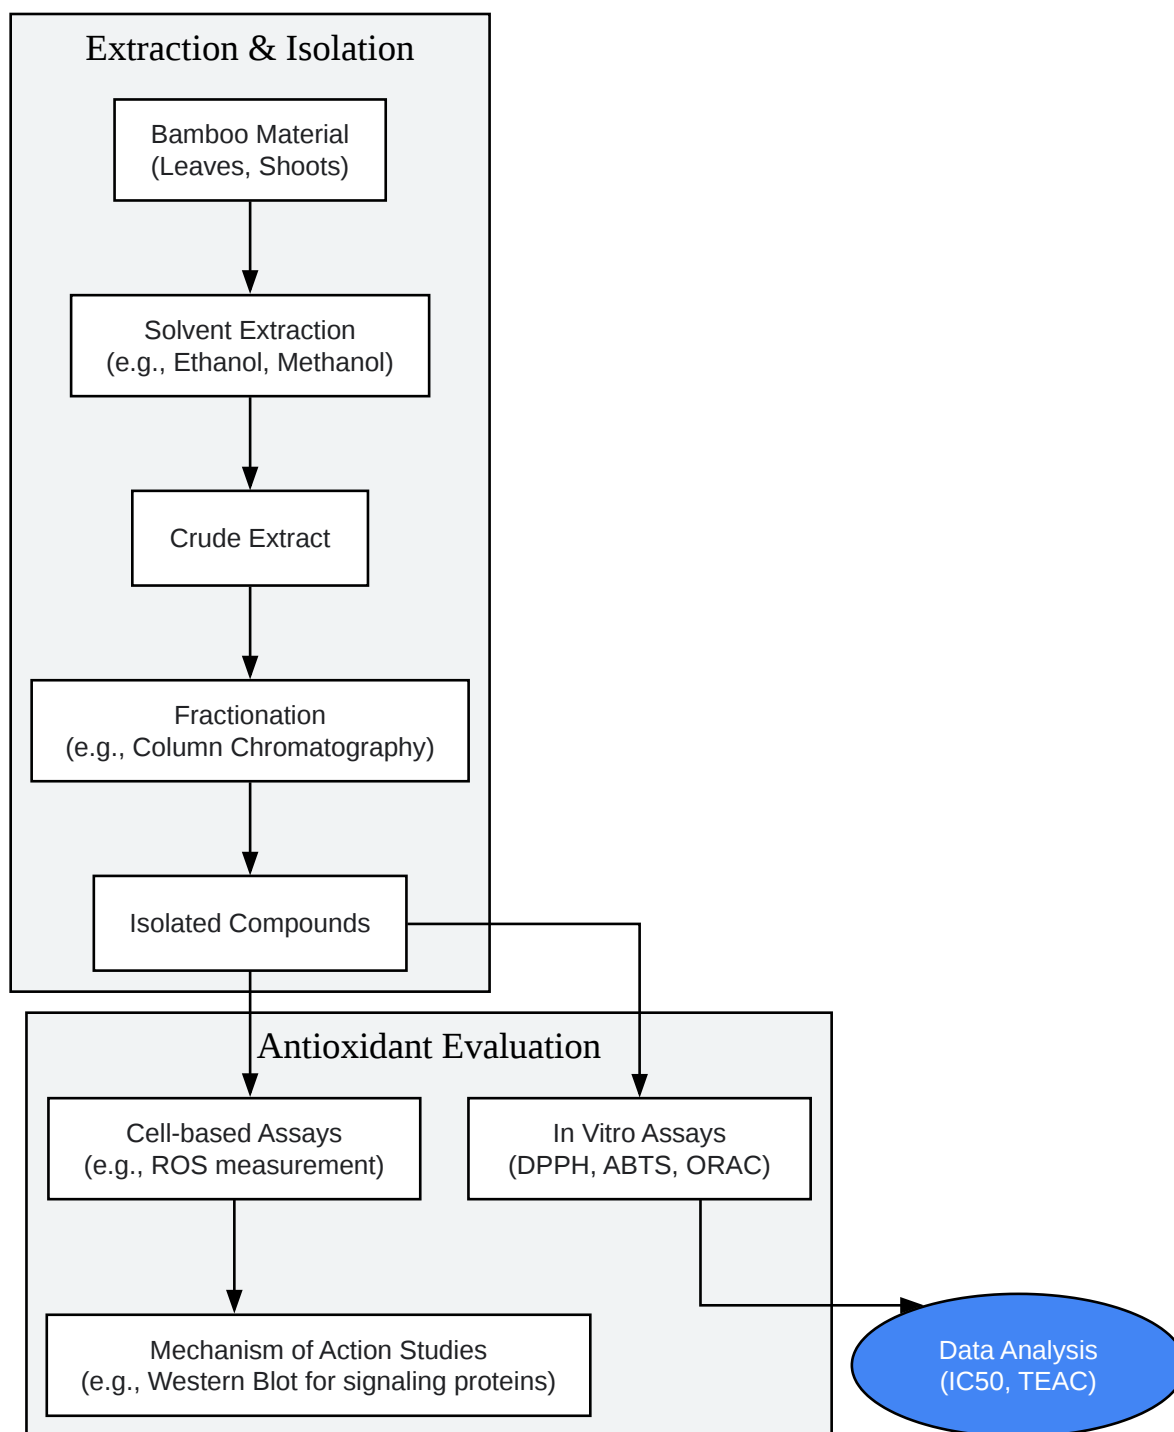 Extraction & Isolation
Bamboo Material
(Leaves, Shoots)
Solvent Extraction
(e.g., Ethanol, Methanol)
Crude Extract
Fractionation
(e.g., Column Chromatography)
Isolated Compounds
Antioxidant Evaluation
Cell-based Assays
(e.g., ROS measurement)
In Vitro Assays
(DPPH, ABTS, ORAC)
Mechanism of Action Studies
(e.g., Western Blot for signaling proteins)
Data Analysis
(IC50, TEAC)